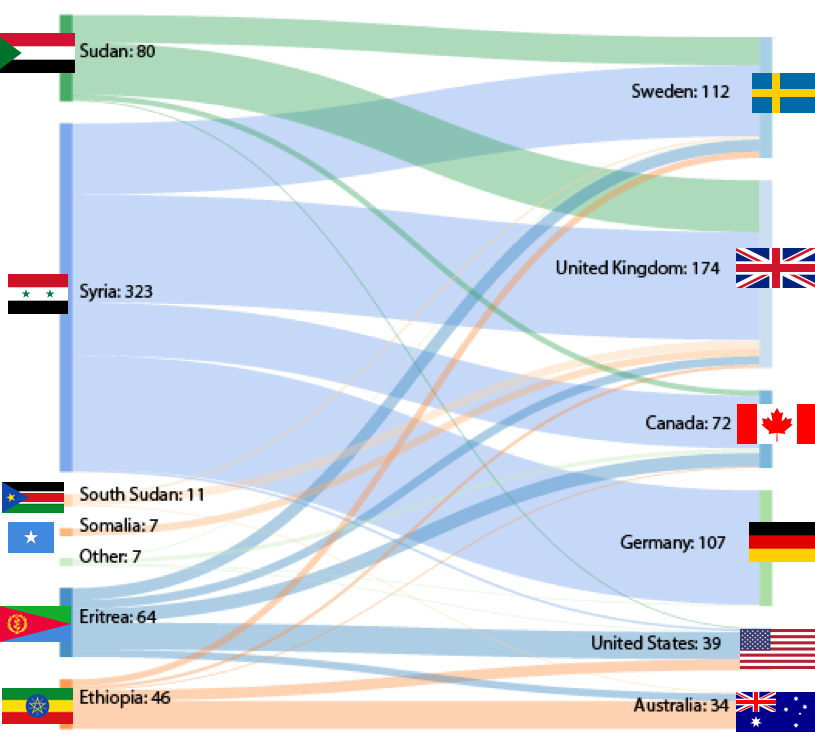 Sudan: 80
Sweden: 112
United Kingdom: 174
Syria: 323
Canada: 72
South Sudan: 11
Somalia: 7
Germany: 107
Other: 7
Eritrea: 64
United States: 39
Ethiopia: 46
Australia: 34